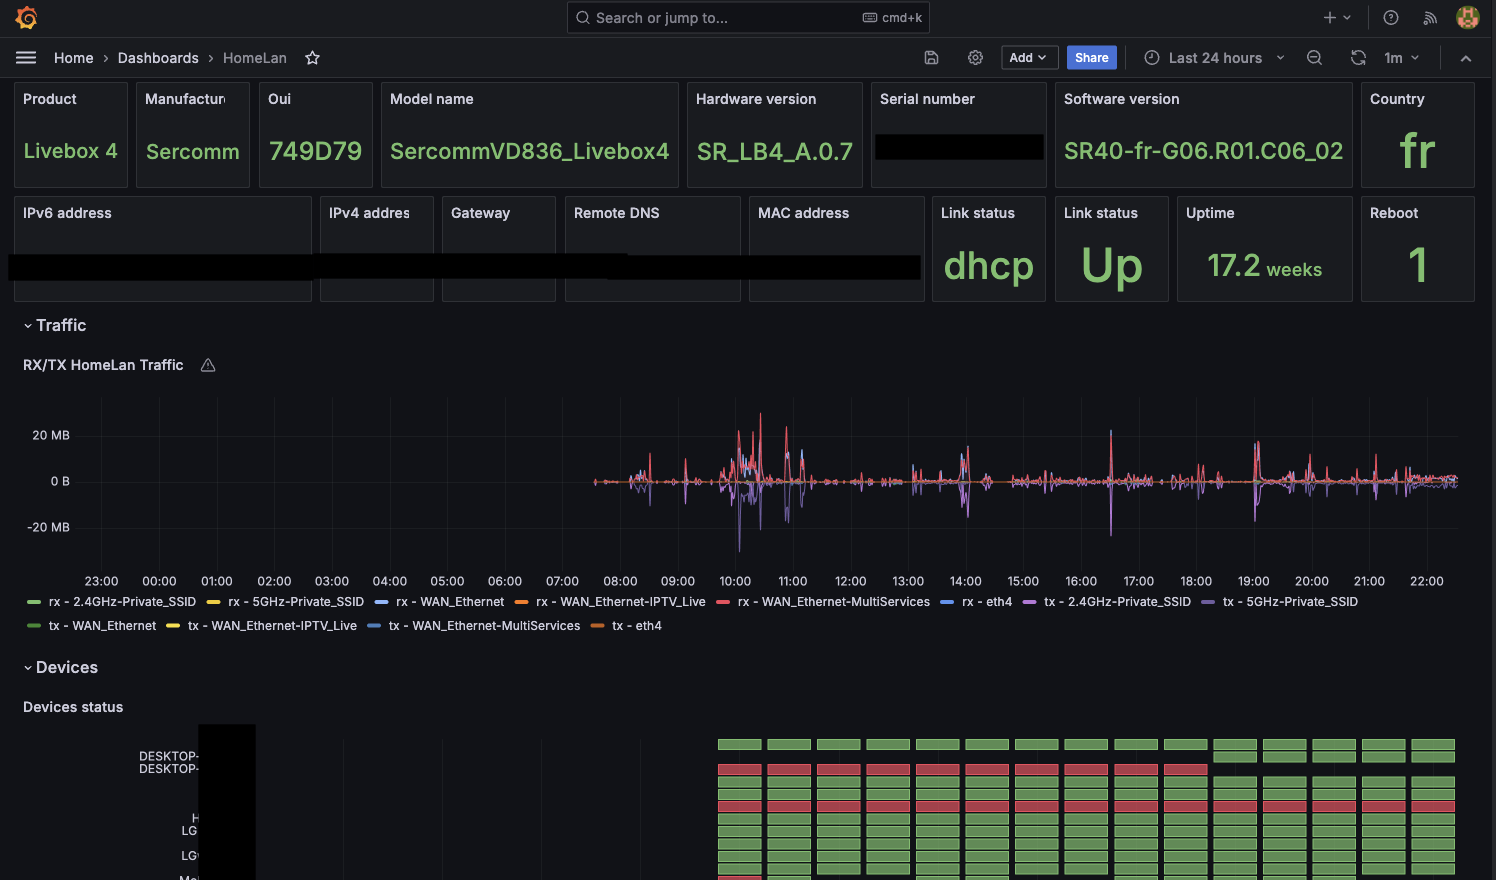 Search or jump to...
cmd+k
Home › Dashboards › HomeLan
Add
Share
Last 24 hours
1m
Product
Manufactur
Oui
Model name
Hardware version
Serial number
Software version
Country
Livebox 4
Sercomm
749D79
SercommVD836_Livebox4
SR_LB4_A.0.7
SR40-fr-G06.R01.C06_02
fr
IPv6 address
IPv4 addres
Gateway
Remote DNS
MAC address
Link status
Link status
Uptime
Reboot
dhcp
Up
17.2 weeks
1
Traffic
RX/TX HomeLan Traffic
20 MB
0 B
-20 MB
23:00 00:00 01:00 02:00 03:00 04:00 05:00 06:00 07:00 08:00 09:00 10:00 11:00 12:00 13:00 14:00 15:00 16:00 17:00 18:00 19:00 20:00 21:00 22:00
rx - 2.4GHz-Private_SSID rx - 5GHz-Private_SSID rx - WAN_Ethernet rx - WAN_Ethernet-IPTV_Live rx - WAN_Ethernet-MultiServices rx - eth4 tx - 2.4GHz-Private_SSID tx - 5GHz-Private_SSID
tx - WAN_Ethernet tx - WAN_Ethernet-IPTV_Live tx - WAN_Ethernet-MultiServices tx - eth4
Devices
Devices status
DESKTOP-
DESKTOP-
LG